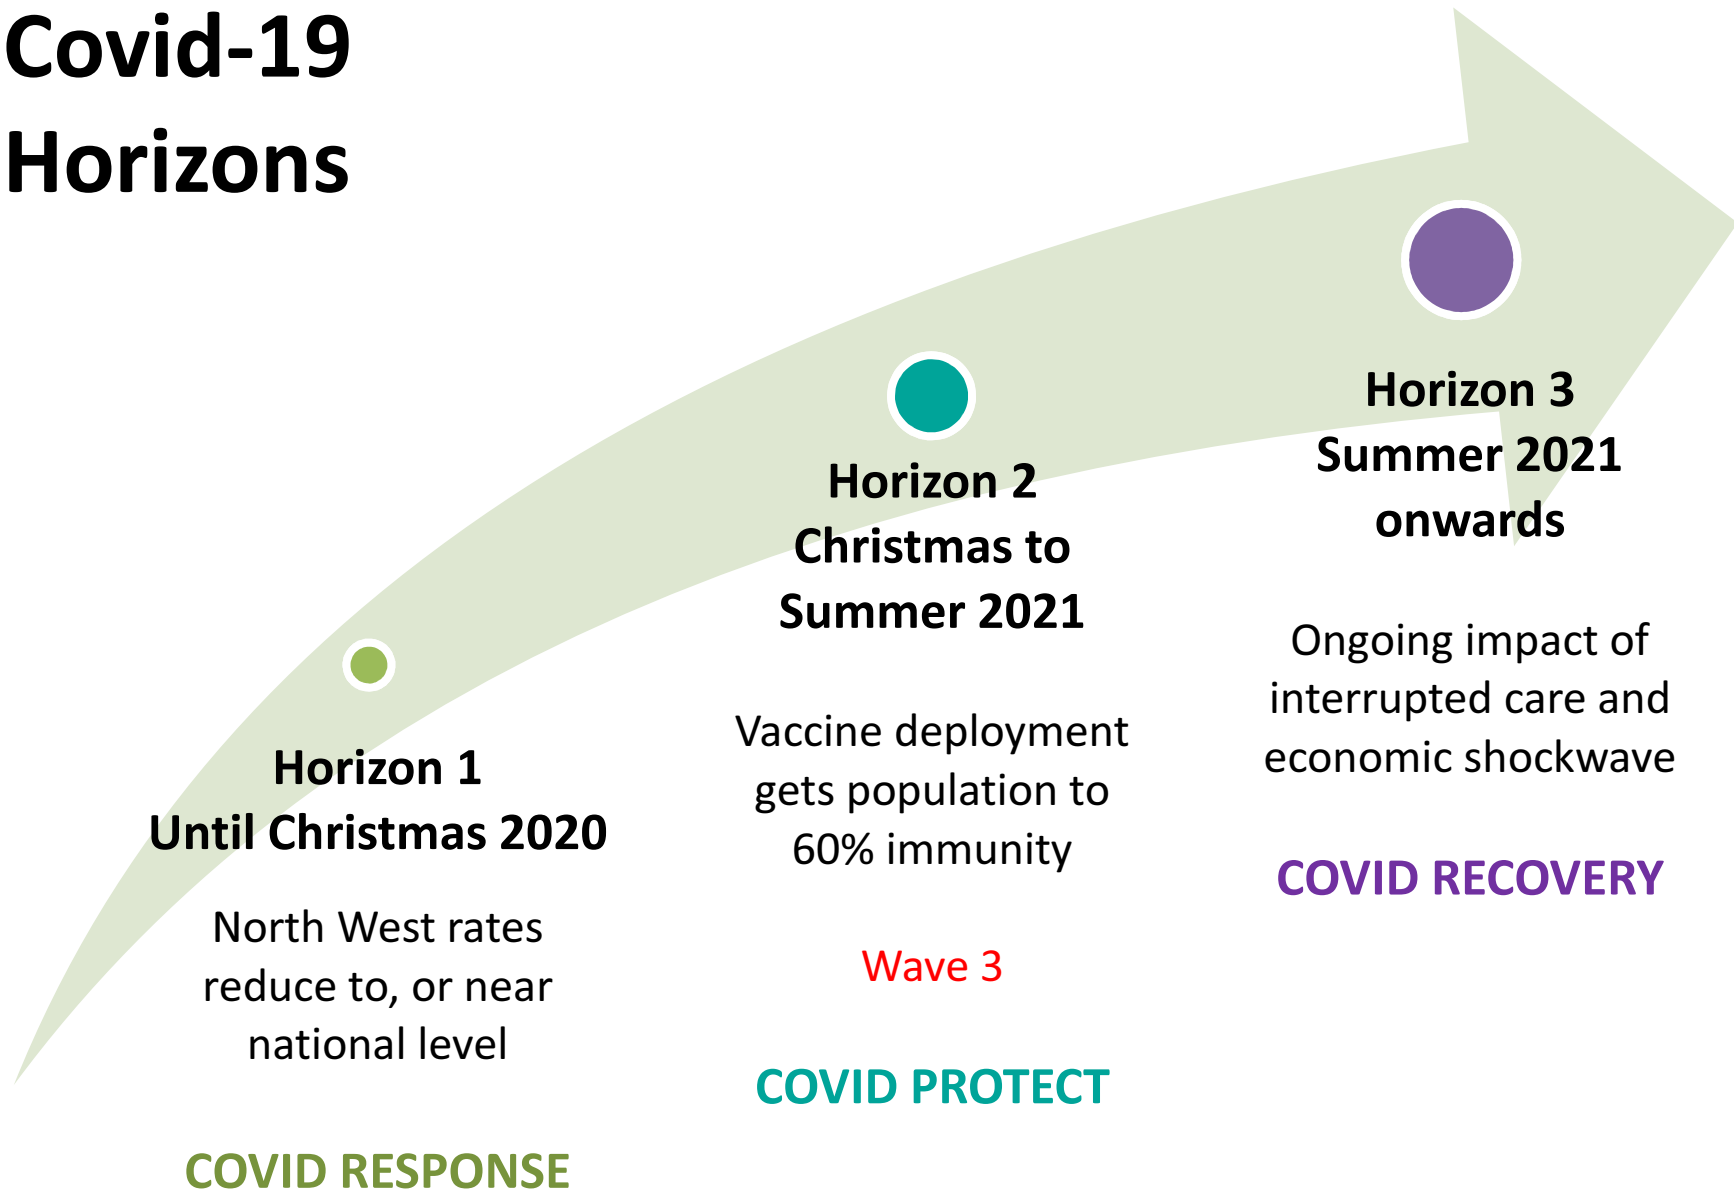 Covid-19
Horizons
Horizon 1
Until Christmas 2020
North West rates
reduce to, or near
national level
COVID RESPONSE
Horizon 2
Christmas to
Summer 2021
Vaccine deployment
gets population to
60% immunity
Wave 3
COVID PROTECT
Horizon 3
Summer 2021
onwards
Ongoing impact of
interrupted care and
economic shockwave
COVID RECOVERY